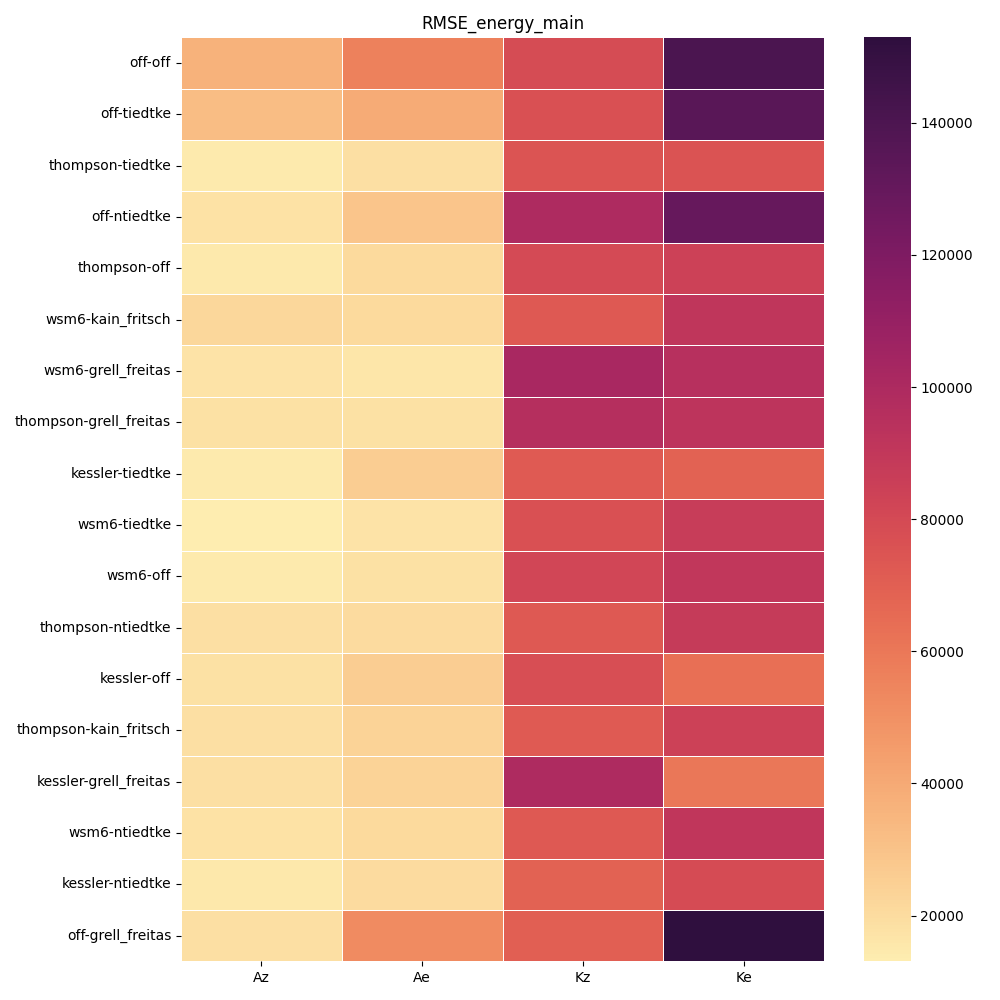 RMSE_energy_main
off-off
off-tiedtke
thompson-tiedtke
off-ntiedtke
thompson-off
wsm6-kain_fritsch
wsm6-grell_freitas
thompson-grell_freitas
kessler-tiedtke
wsm6-tiedtke
wsm6-off
thompson-ntiedtke
kessler-off
thompson-kain_fritsch
kessler-grell_freitas
wsm6-ntiedtke
kessler-ntiedtke
off-grell_freitas
Az Ae Kz Ke
140000
120000
100000
80000
60000
40000
20000